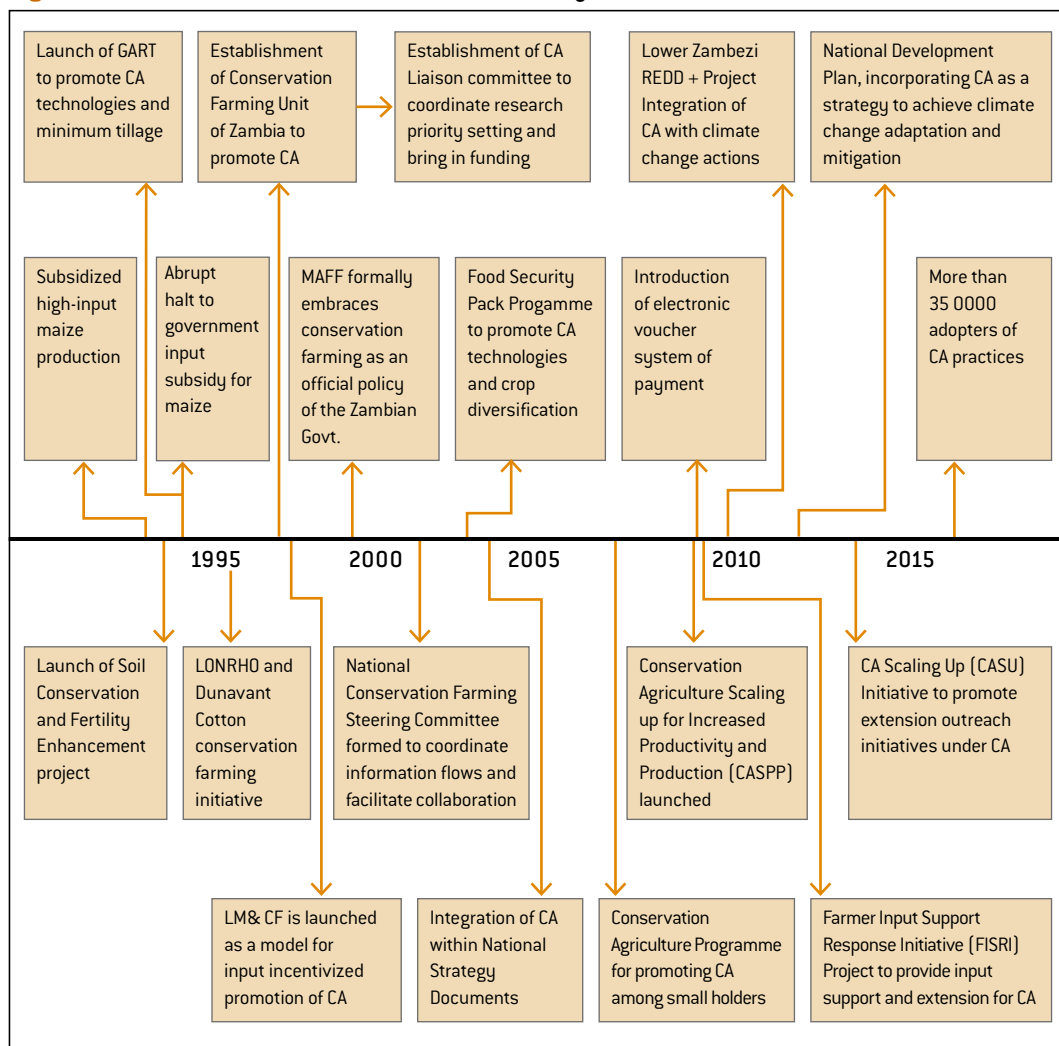 Launch of GART
to promote CA
technologies and
minimum tillage
Establishment
of Conservation
Farming Unit
of Zambia to
promote CA
Establishment of CA
Liaison committee to
coordinate research
priority setting and
bring in funding
Lower Zambezi
REDD + Project
Integration of
CA with climate
change actions
National Development
Plan, incorporating CA as a
strategy to achieve climate
change adaptation and
mitigation
Subsidized
high-input
maize
production
Abrupt
halt to
government
input
subsidy for
maize
MAFF formally
embraces
conservation
farming as an
official policy
of the Zambian
Govt.
Food Security
Pack Progamme
to promote CA
technologies
and crop
diversification
Introduction
of electronic
voucher
system of
payment
More than
35 0000
adopters of
CA practices
1995
2000
2005
2010
2015
Launch of Soil
Conservation
and Fertility
Enhancement
project
LONRHO and
Dunavant
Cotton
conservation
farming
initiative
National
Conservation Farming
Steering Committee
formed to coordinate
information flows and
facilitate collaboration
Conservation
Agriculture Scaling
up for Increased
Productivity and
Production (CASPP)
launched
CA Scaling Up (CASU)
Initiative to promote
extension outreach
initiatives under CA
LM& CF is launched
as a model for
input incentivized
promotion of CA
Integration of CA
within National
Strategy
Documents
Conservation
Agriculture Programme
for promoting CA
among small holders
Farmer Input Support
Response Initiative (FISRI)
Project to provide input
support and extension for CA